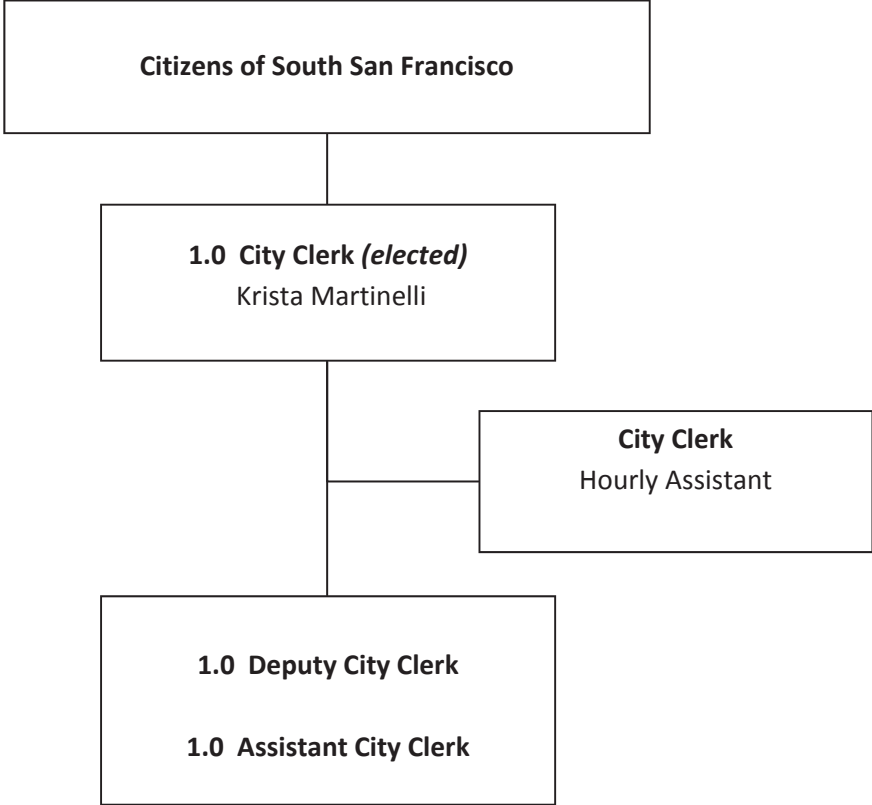 Citizens of South San Francisco
1.0 City Clerk (elected)
Krista Martinelli
City Clerk
Hourly Assistant
1.0 Deputy City Clerk
1.0 Assistant City Clerk